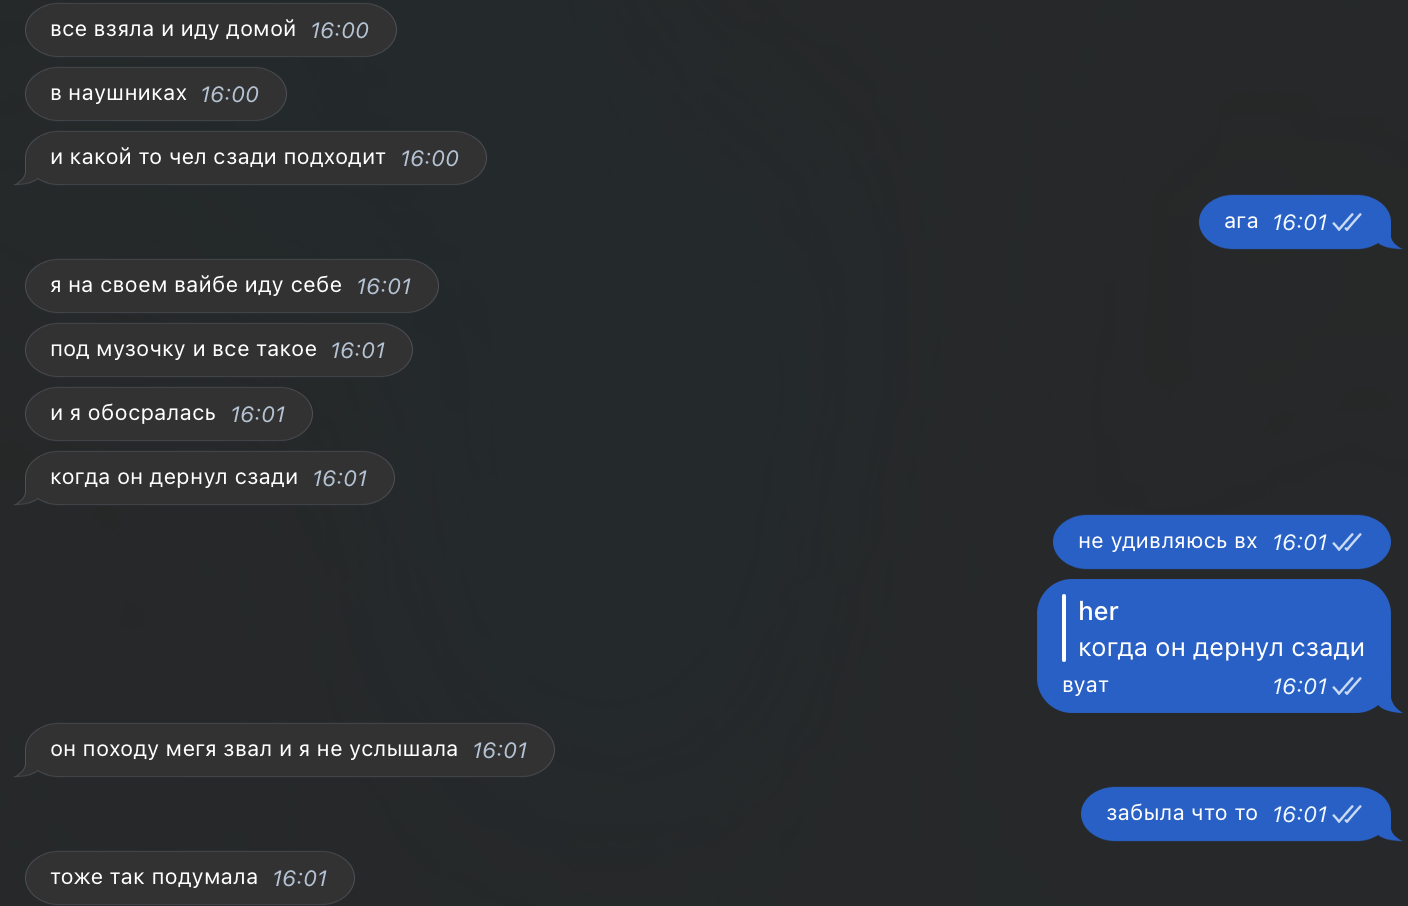 все взяла и иду домой 16:00
в наушниках 16:00
и какой то чел сзади подходит 16:00
ага 16:01
я на своем вайбе иду себе 16:01
под музочку и все такое 16:01
и я обосралась 16:01
когда он дернул сзади 16:01
не удивляюсь вх 16:01
her
когда он дернул сзади
вуат 16:01
он походу мегя звал и я не услышала 16:01
забыла что то 16:01
тоже так подумала 16:01